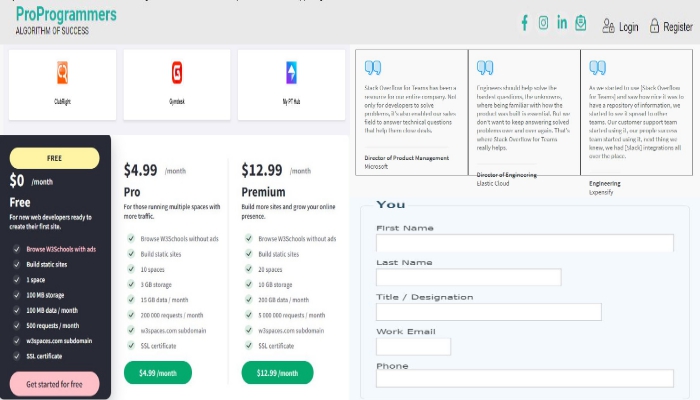 ProProgrammers
ALGORITHM OF SUCCESS
Login
Register
ClubRight
Gymdesk
My PT Hub
Stack Overflow for Teams has been a
resource for our entire company. Not
only for developers to solve
problems, it's also enabled our sales
field to answer technical questions
that help them close deals.
Director of Product Management
Microsoft
Engineers should help solve the
hardest questions, the unknowns,
where being familiar with how the
product was built is essential. But we
don't want to keep answering solved
problems over and over again. That's
where Stack Overflow for Teams
really helps.
Director of Engineering
Elastic Cloud
As we started to use [Stack Overflow
for Teams] and saw how nice it was to
have a repository of information, we
started to see it spread to other
teams. Our customer support team
started using it, our people success
team started using it, next thing we
knew, we had [Slack] integrations all
over the place.
Engineering
Expensify
FREE
$0 /month
Free
For new web developers ready to
create their first site.
Browse W3Schools with ads
Build static sites
1 space
100 MB storage
100 MB data / month
500 requests / month
w3spaces.com subdomain
SSL certificate
Get started for free
$4.99 /month
Pro
For those running multiple spaces with
more traffic.
Browse W3Schools without ads
Build static sites
10 spaces
3 GB storage
15 GB data / month
200 000 requests / month
w3spaces.com subdomain
SSL certificate
$4.99 /month
$12.99 /month
Premium
Build more sites and grow your online
presence.
Browse W3Schools without ads
Build static sites
20 spaces
10 GB storage
200 GB data / month
5 000 000 requests / month
w3spaces.com subdomain
SSL certificate
$12.99 /month
You
First Name
Last Name
Title / Designation
Work Email
Phone